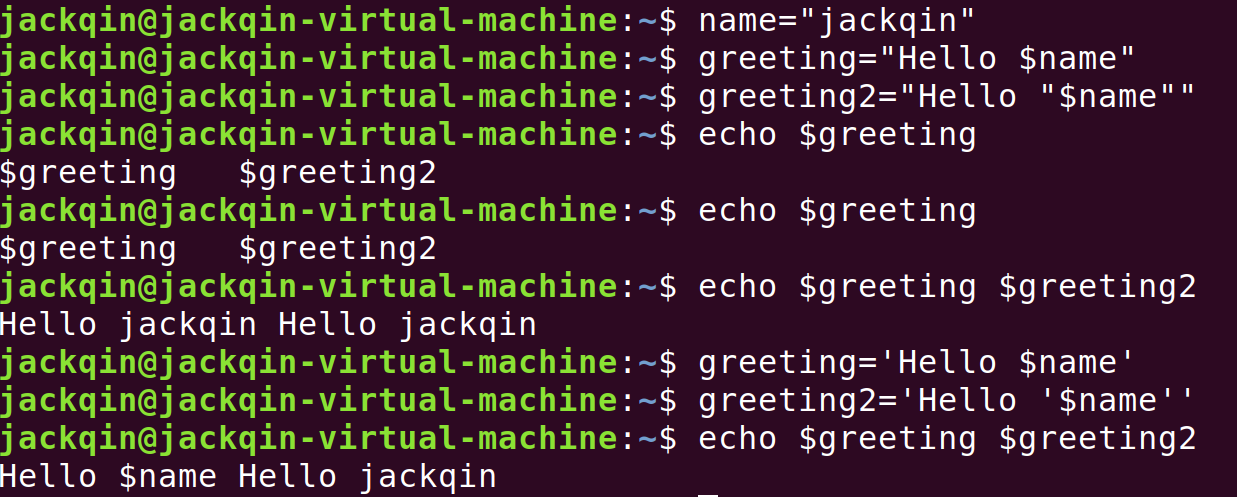 jackqin@jackqin-virtual-machine:~$ name="jackqin"
jackqin@jackqin-virtual-machine:~$ greeting="Hello $name"
jackqin@jackqin-virtual-machine:~$ greeting2="Hello "$name""
jackqin@jackqin-virtual-machine:~$ echo $greeting
$greeting   $greeting2
jackqin@jackqin-virtual-machine:~$ echo $greeting
$greeting   $greeting2
jackqin@jackqin-virtual-machine:~$ echo $greeting $greeting2
Hello jackqin Hello jackqin
jackqin@jackqin-virtual-machine:~$ greeting='Hello $name'
jackqin@jackqin-virtual-machine:~$ greeting2='Hello '$name''
jackqin@jackqin-virtual-machine:~$ echo $greeting $greeting2
Hello $name Hello jackqin